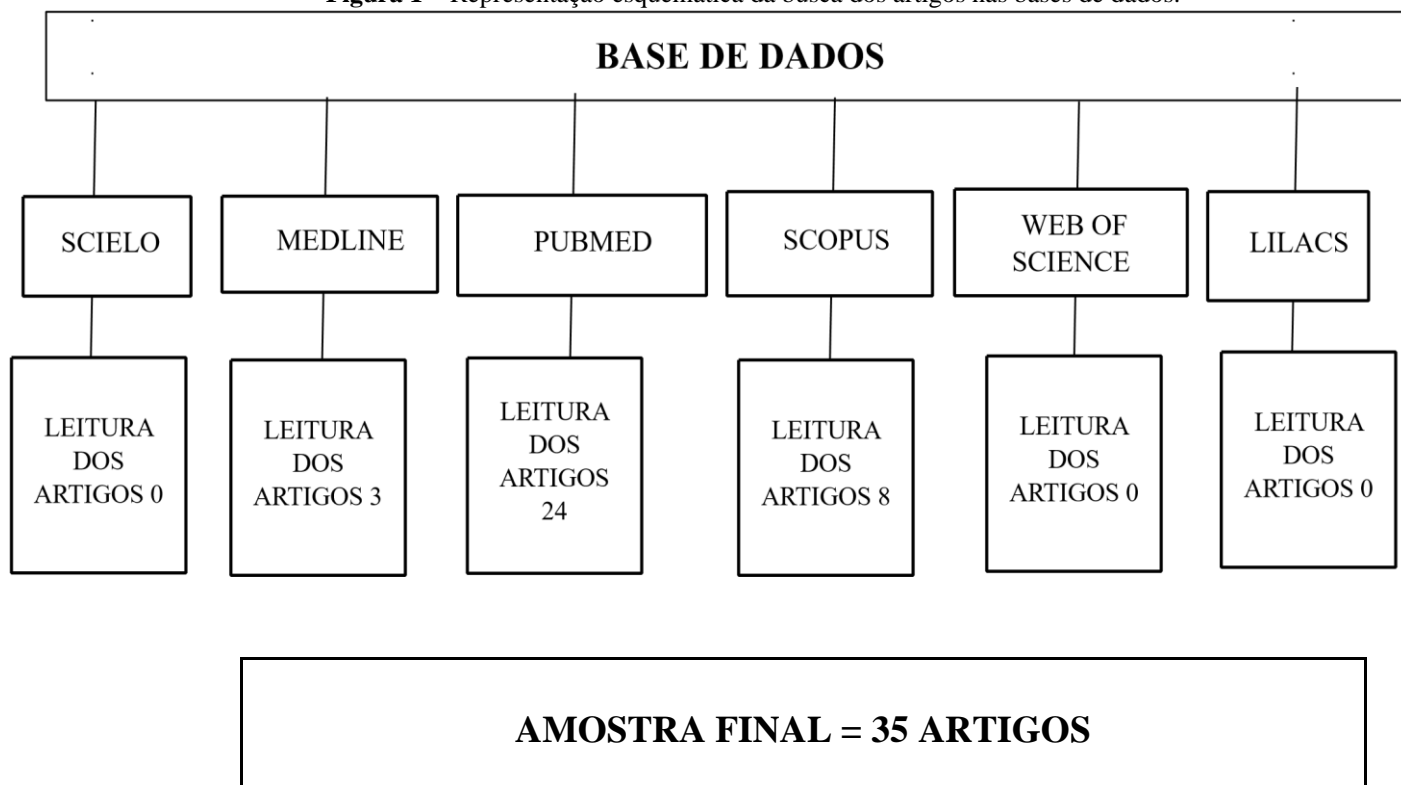 Figura 1 – Representação esquemática da busca dos artigos nas bases de dados.
BASE DE DADOS
SCIELO
MEDLINE
PUBMED
SCOPUS
WEB OF
SCIENCE
LILACS
LEITURA
DOS
ARTIGOS 0
LEITURA
DOS
ARTIGOS 3
LEITURA
DOS
ARTIGOS
24
LEITURA
DOS
ARTIGOS 8
LEITURA
DOS
ARTIGOS 0
LEITURA
DOS
ARTIGOS 0
AMOSTRA FINAL = 35 ARTIGOS